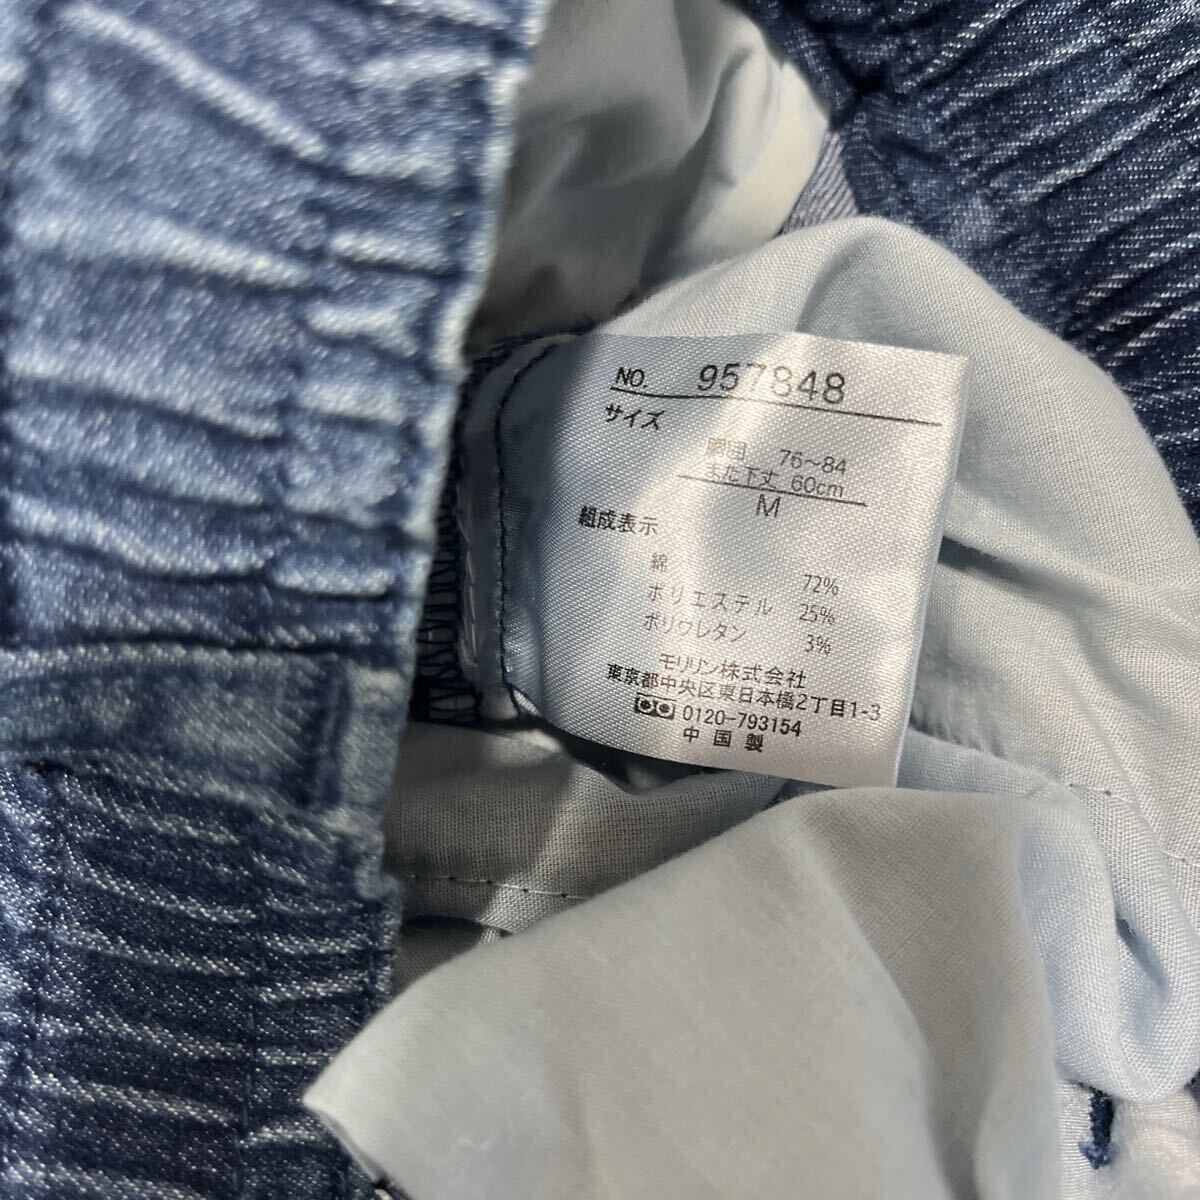 NO. 957848
サイズ
胴囲 76~84
また下丈 60cm
M
組成表示
綿 72%
ポリエステル 25%
ポリウレタン 3%
モリリン株式会社
東京都中央区東日本橋2丁目1-3
0120-793154
中国製